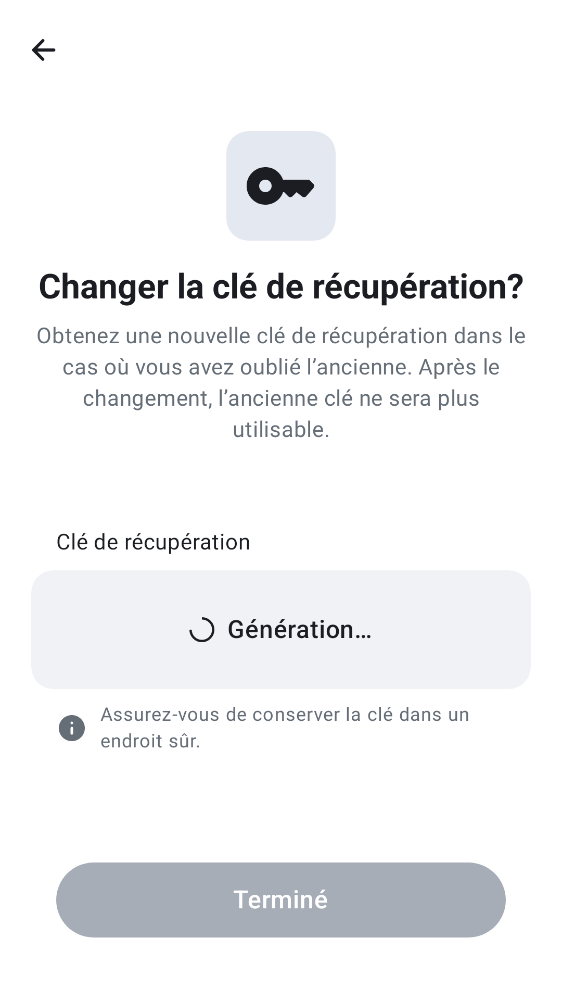 Changer la clé de récupération?
Obtenez une nouvelle clé de récupération dans le
cas où vous avez oublié l’ancienne. Après le
changement, l’ancienne clé ne sera plus
utilisable.
Clé de récupération
Génération…
Assurez-vous de conserver la clé dans un
endroit sûr.
Terminé